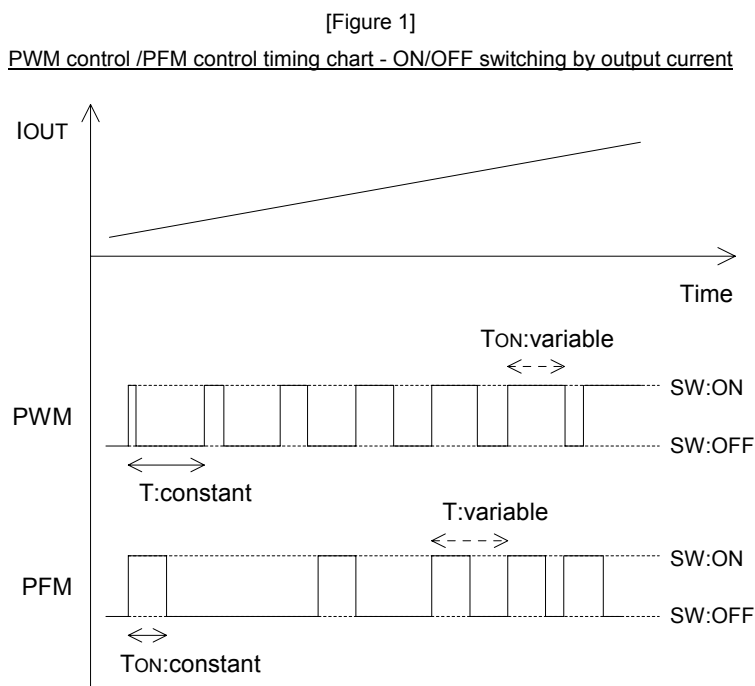 [Figure 1]
PWM control /PFM control timing chart - ON/OFF switching by output current
IOUT
Time
TON:variable
SW:ON
PWM
SW:OFF
T:constant
T:variable
SW:ON
PFM
SW:OFF
TON:constant